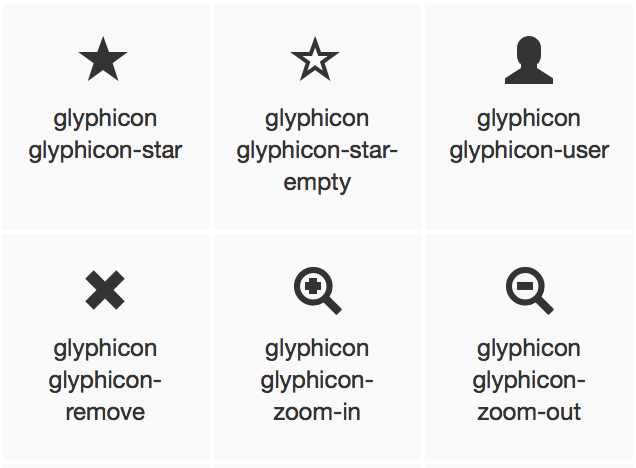 glyphicon
glyphicon-star
glyphicon
glyphicon-star-
empty
glyphicon
glyphicon-user
glyphicon
glyphicon-
remove
glyphicon
glyphicon-
zoom-in
glyphicon
glyphicon-
zoom-out